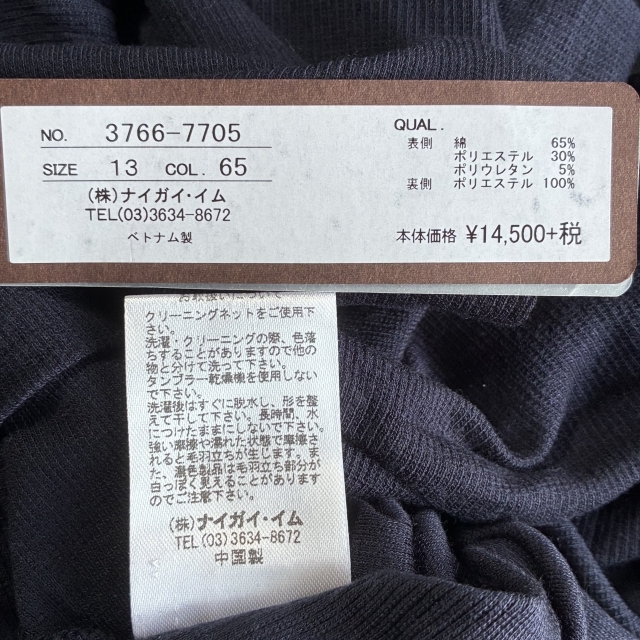 NO. 3766-7705
SIZE 13 COL. 65
(株)ナイガイ・イム
TEL(03)3634-8672
ベトナム製
QUAL.
表側 綿 65%
ポリエステル 30%
ポリウレタン 5%
裏側 ポリエステル 100%
本体価格 ¥14,500+税
お取扱いについて
クリーニングネットをご使用下
さい。
洗濯・クリーニングの際、色落
ちすることがありますので他の
物と分けて洗って下さい。
タンブラー乾燥機を使用しない
で下さい。
洗濯後はすぐに脱水し、形を整
えて干して下さい。長時間、水
につけたままにしないで下さい。
強い摩擦や濡れた状態で摩擦さ
れると毛羽立ちが生じます。ま
た、濃色製品は毛羽立ち部分が
白っぽく見えることがあります
のでご注意下さい。
(株)ナイガイ・イム
TEL(03)3634-8672
中国製